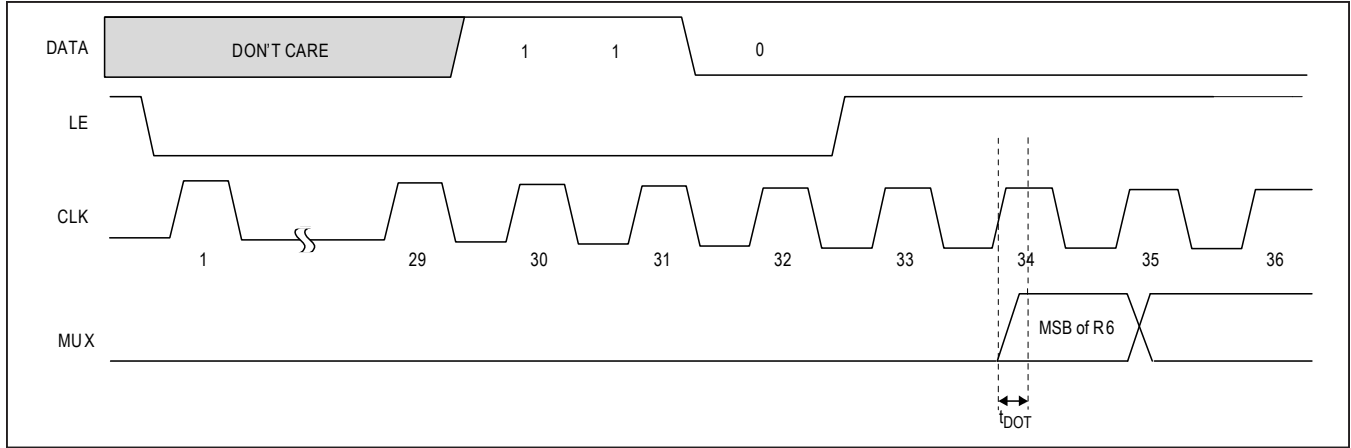 DATA DON'T CARE 1 1 0
LE
CLK
1 29 30 31 32 33 34 35 36
MUX MSB of R6
tDOT